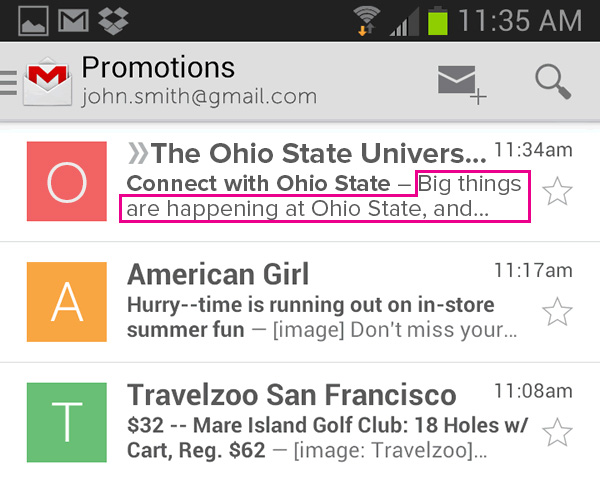 11:35 AM
Promotions
john.smith@gmail.com
O
The Ohio State Univers... 11:34am
Connect with Ohio State – Big things
are happening at Ohio State, and...
A
American Girl 11:17am
Hurry--time is running out on in-store
summer fun — [image] Don't miss your...
T
Travelzoo San Francisco 11:08am
$32 -- Mare Island Golf Club: 18 Holes w/
Cart, Reg. $62 — [image: Travelzoo]...